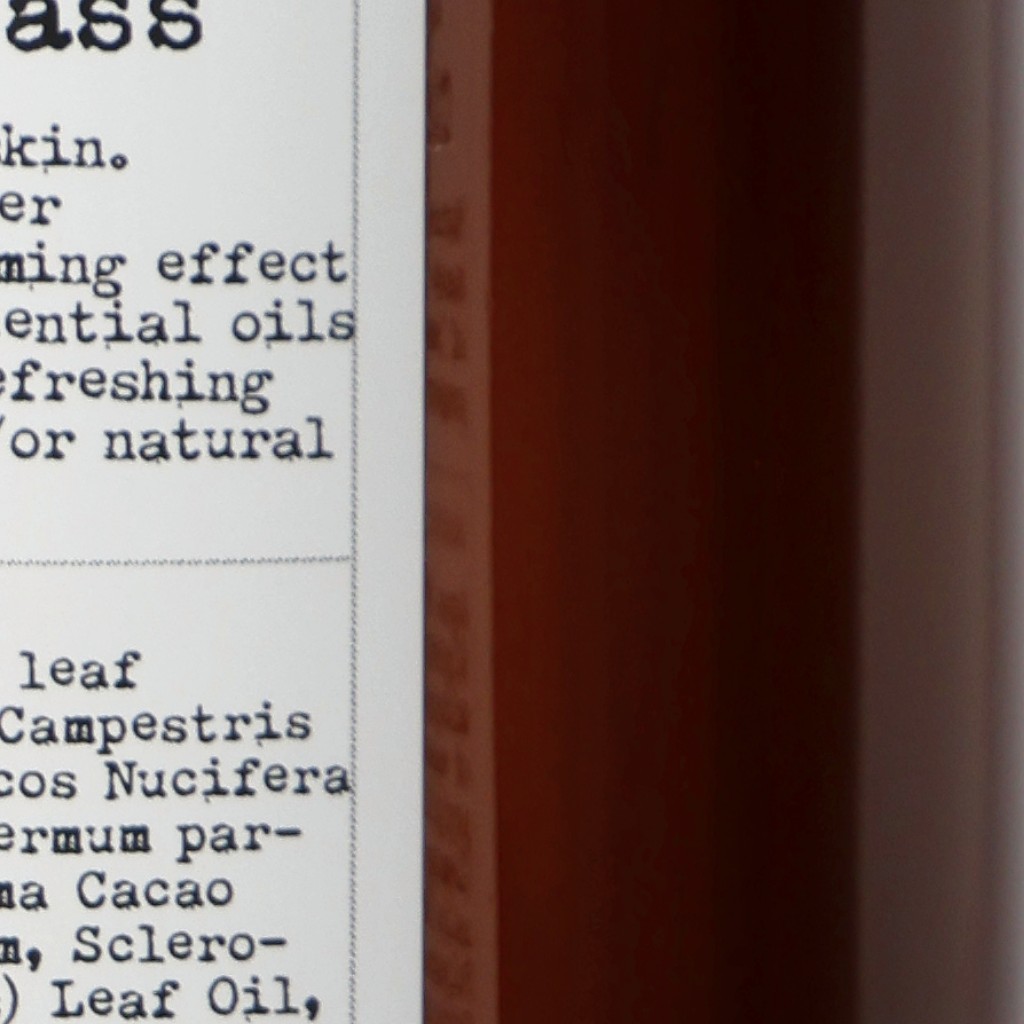 ass
kin.
er
ming effect
ential oils
efreshing
/or natural
leaf
Campestris
cos Nucifera
ermum par-
ma Cacao
m, Sclero-
) Leaf Oil,